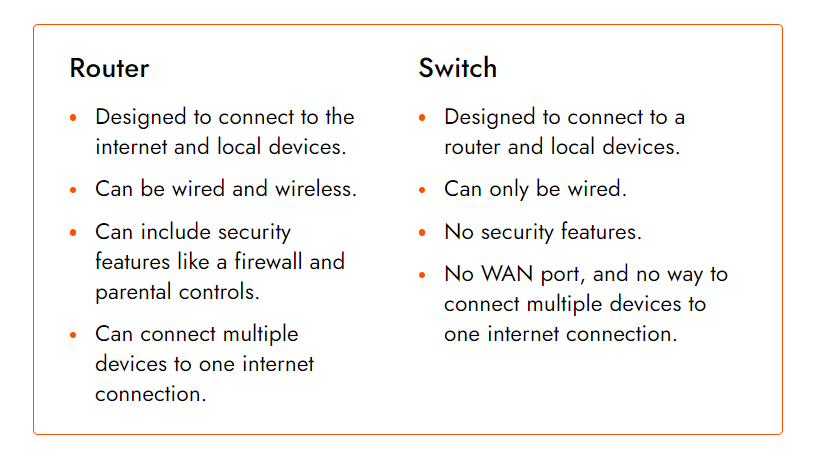 Router
Designed to connect to the
internet and local devices.
Can be wired and wireless.
Can include security
features like a firewall and
parental controls.
Can connect multiple
devices to one internet
connection.
Switch
Designed to connect to a
router and local devices.
Can only be wired.
No security features.
No WAN port, and no way to
connect multiple devices to
one internet connection.